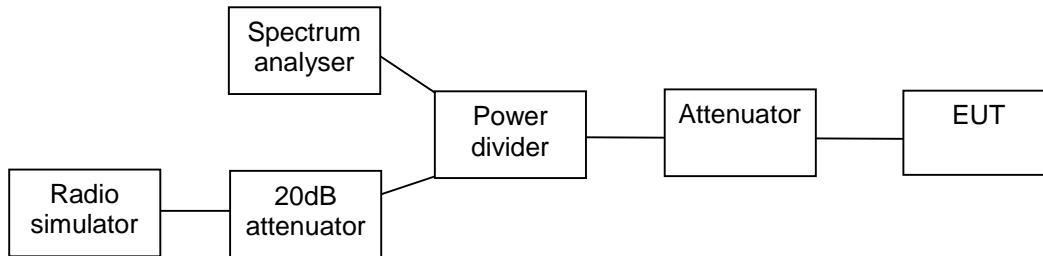 Spectrum
analyser
Power
divider
Attenuator
EUT
Radio
simulator
20dB
attenuator